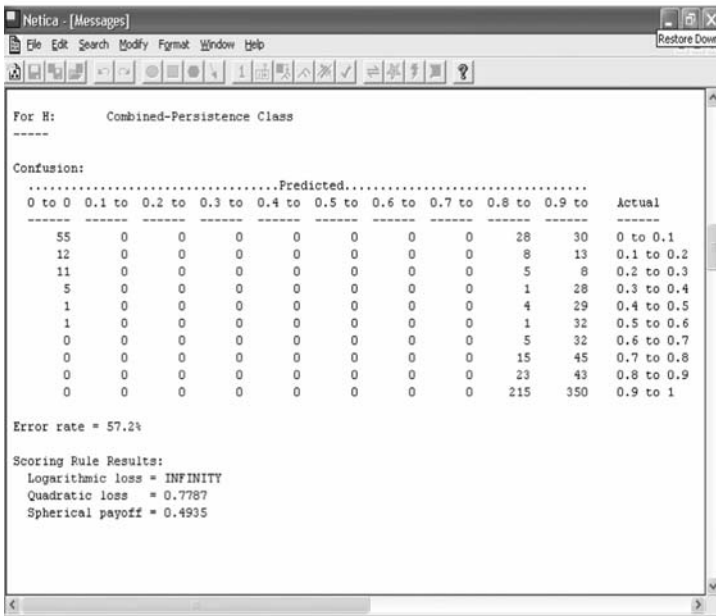 Netica - [Messages]
File Edit Search Modify Format Window Help
Restore Down
For H: Combined-Persistence Class
-----
Confusion:
...................................Predicted..................................
0 to 0 0.1 to 0.2 to 0.3 to 0.4 to 0.5 to 0.6 to 0.7 to 0.8 to 0.9 to Actual
------ ------ ------ ------ ------ ------ ------ ------ ------ ------ ------
55 0 0 0 0 0 0 0 28 30 0 to 0.1
12 0 0 0 0 0 0 0 8 13 0.1 to 0.2
11 0 0 0 0 0 0 0 5 8 0.2 to 0.3
5 0 0 0 0 0 0 0 1 28 0.3 to 0.4
1 0 0 0 0 0 0 0 4 29 0.4 to 0.5
1 0 0 0 0 0 0 0 1 32 0.5 to 0.6
0 0 0 0 0 0 0 0 5 32 0.6 to 0.7
0 0 0 0 0 0 0 0 15 45 0.7 to 0.8
0 0 0 0 0 0 0 0 23 43 0.8 to 0.9
0 0 0 0 0 0 0 0 215 350 0.9 to 1
Error rate = 57.2%
Scoring Rule Results:
Logarithmic loss = INFINITY
Quadratic loss = 0.7787
Spherical payoff = 0.4935